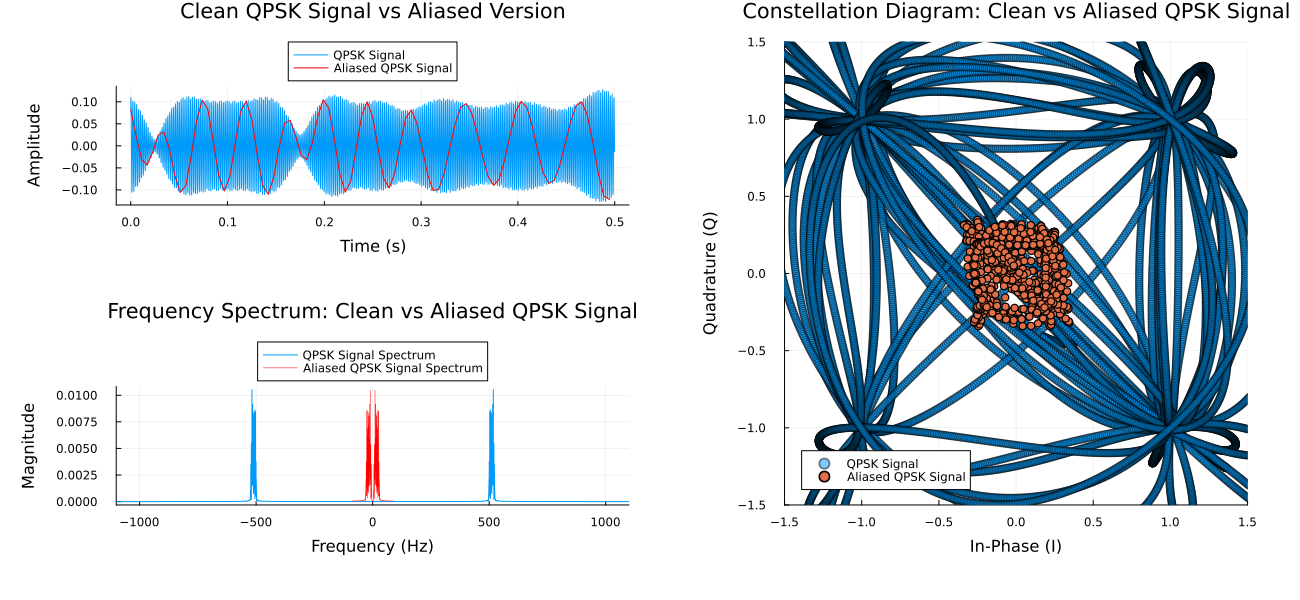 Clean QPSK Signal vs Aliased Version
QPSK Signal
Aliased QPSK Signal
Amplitude
0.10
0.05
0.00
−0.05
−0.10
0.0 0.1 0.2 0.3 0.4 0.5
Time (s)
Frequency Spectrum: Clean vs Aliased QPSK Signal
QPSK Signal Spectrum
Aliased QPSK Signal Spectrum
Magnitude
0.0100
0.0075
0.0050
0.0025
0.0000
−1000 −500 0 500 1000
Frequency (Hz)
Constellation Diagram: Clean vs Aliased QPSK Signal
Quadrature (Q)
1.5
1.0
0.5
0.0
−0.5
−1.0
−1.5
QPSK Signal
Aliased QPSK Signal
−1.5 −1.0 −0.5 0.0 0.5 1.0 1.5
In-Phase (I)